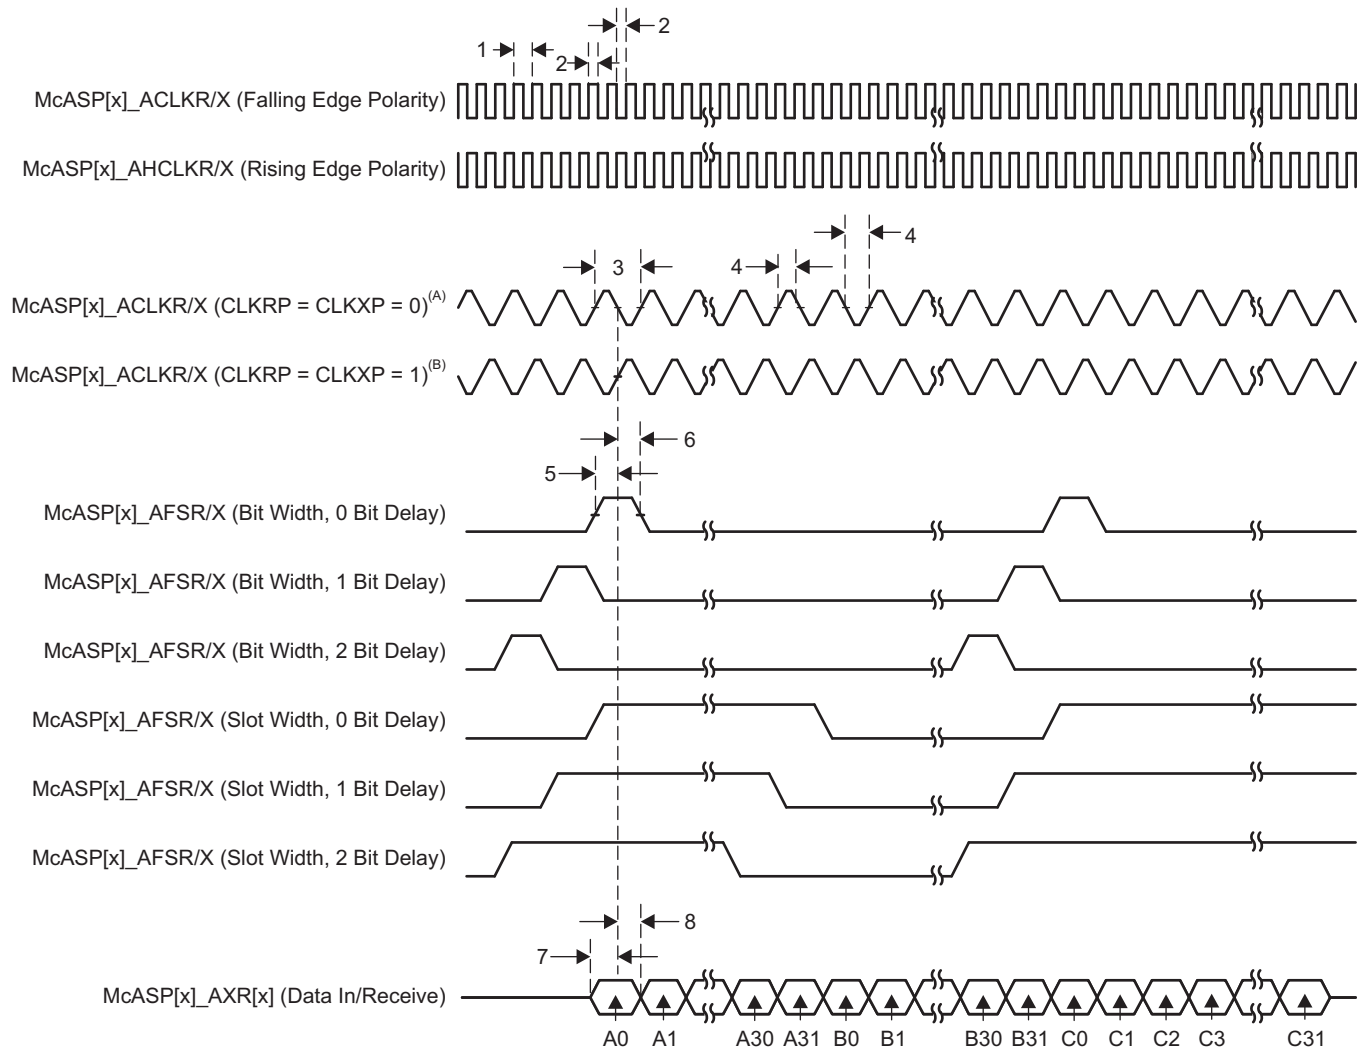 2
1
2
McASP[x]_ACLKR/X (Falling Edge Polarity)
McASP[x]_AHCLKR/X (Rising Edge Polarity)
4
3
4
McASP[x]_ACLKR/X (CLKRP = CLKXP = 0)(A)
McASP[x]_ACLKR/X (CLKRP = CLKXP = 1)(B)
6
5
McASP[x]_AFSR/X (Bit Width, 0 Bit Delay)
McASP[x]_AFSR/X (Bit Width, 1 Bit Delay)
McASP[x]_AFSR/X (Bit Width, 2 Bit Delay)
McASP[x]_AFSR/X (Slot Width, 0 Bit Delay)
McASP[x]_AFSR/X (Slot Width, 1 Bit Delay)
McASP[x]_AFSR/X (Slot Width, 2 Bit Delay)
8
7
McASP[x]_AXR[x] (Data In/Receive)
A0 A1 A30 A31 B0 B1 B30 B31 C0 C1 C2 C3 C31